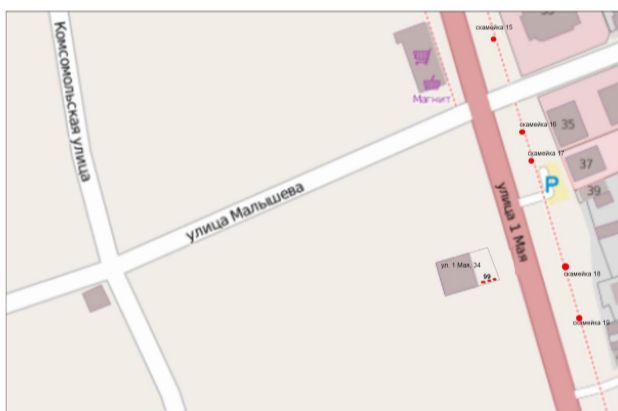 скамейка 15
Комсомольская улица
Магнит
скамейка 16
35
скамейка 17
37
P
39
улица Малышева
улица 1 Мая
ул. 1 Мая, 34
99
скамейка 18
скамейка 19